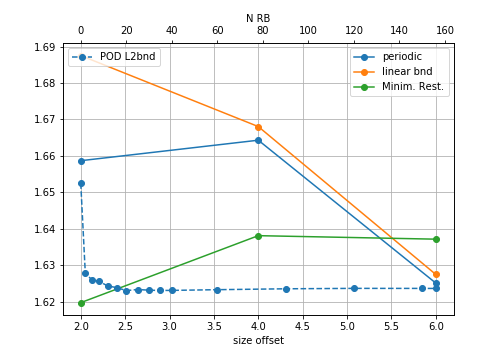 N RB
0 20 40 60 80 100 120 140 160
1.69
1.68
1.67
1.66
1.65
1.64
1.63
1.62
POD L2bnd
periodic
linear bnd
Minim. Rest.
2.0 2.5 3.0 3.5 4.0 4.5 5.0 5.5 6.0
size offset